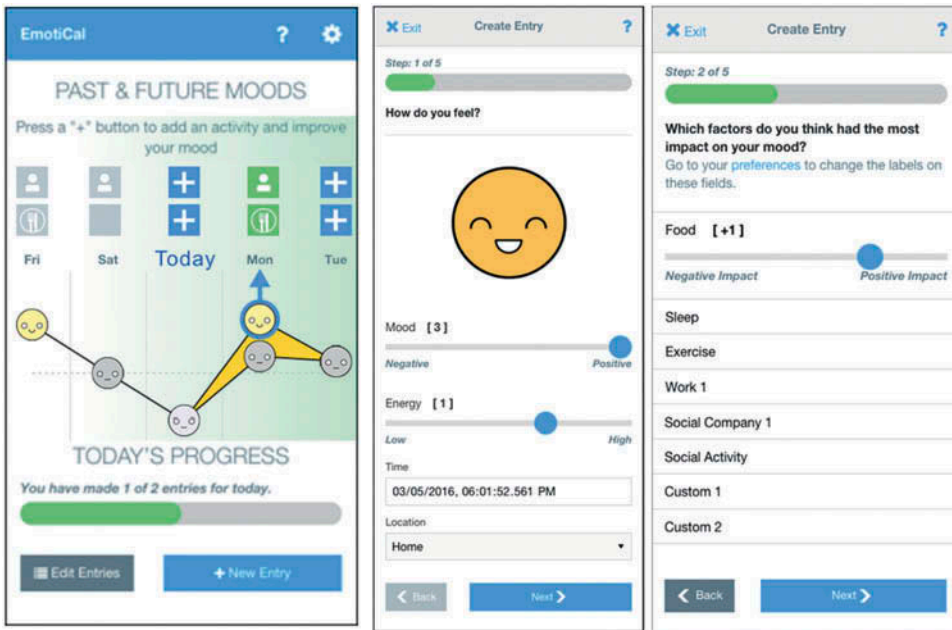 EmotiCal ?
PAST & FUTURE MOODS
Press a "+" button to add an activity and improve
your mood
Fri Sat Today Mon Tue
TODAY'S PROGRESS
You have made 1 of 2 entries for today.
Edit Entries + New Entry
Exit Create Entry ?
Step: 1 of 5
How do you feel?
Mood [ 3 ]
Negative Positive
Energy [ 1 ]
Low High
Time
03/05/2016, 06:01:52.561 PM
Location
Home
Back Next
Exit Create Entry ?
Step: 2 of 5
Which factors do you think had the most
impact on your mood?
Go to your preferences to change the labels on
these fields.
Food [ +1 ]
Negative Impact Positive Impact
Sleep
Exercise
Work 1
Social Company 1
Social Activity
Custom 1
Custom 2
Back Next